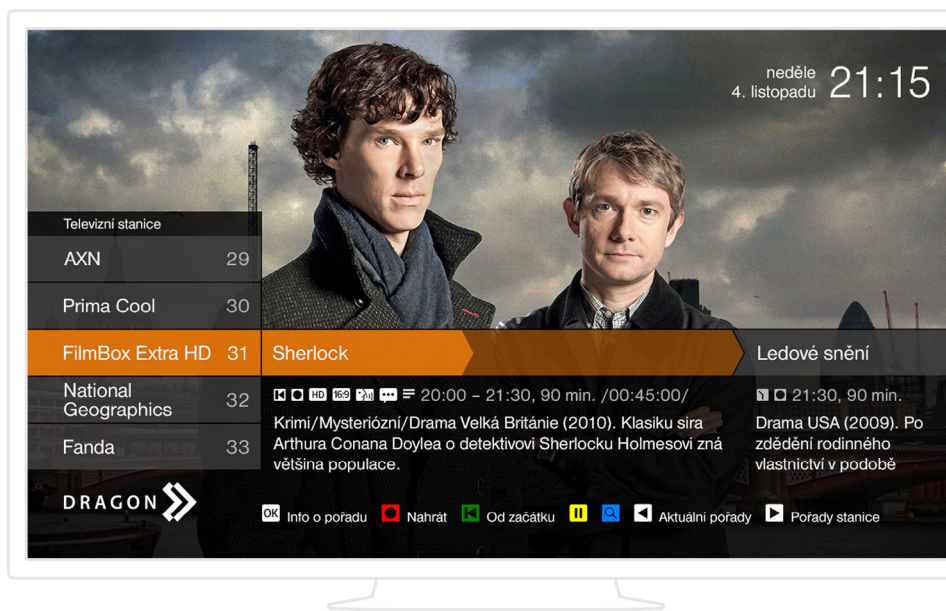 neděle
4. listopadu 21:15
Televizní stanice
AXN 29
Prima Cool 30
FilmBox Extra HD 31 Sherlock Ledové snění
National
Geographics 32
Fanda 33
HD 16:9 20:00 – 21:30, 90 min. /00:45:00/
Krimi/Mysteriózní/Drama Velká Británie (2010). Klasiku sira
Arthura Conana Doylea o detektivovi Sherlocku Holmesovi zná
většina populace.
21:30, 90 min.
Drama USA (2009). Po
zdědění rodinného
vlastnictví v podobě
DRAGON
OK Info o pořadu Nahrát Od začátku Aktuální pořady Pořady stanice